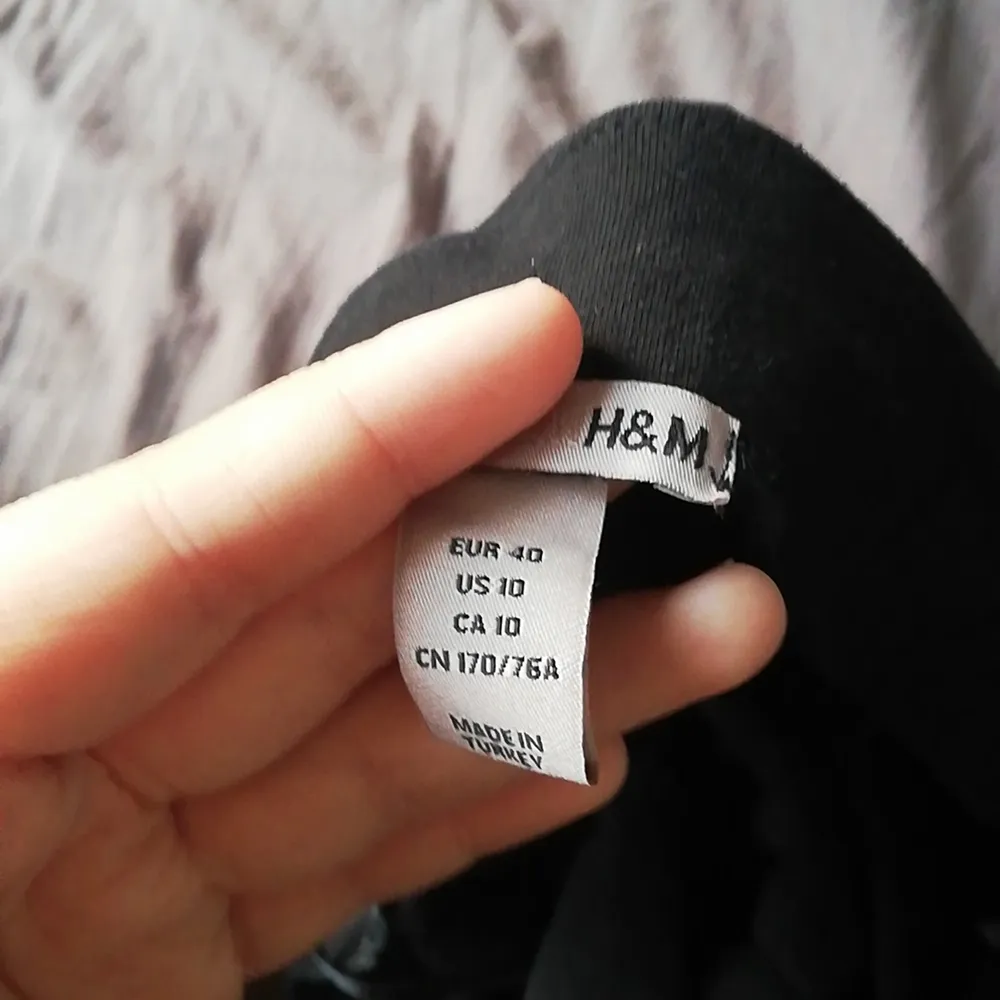 H&M
EUR 40
US 10
CA 10
CN 170/76A
MADE IN
TURKEY